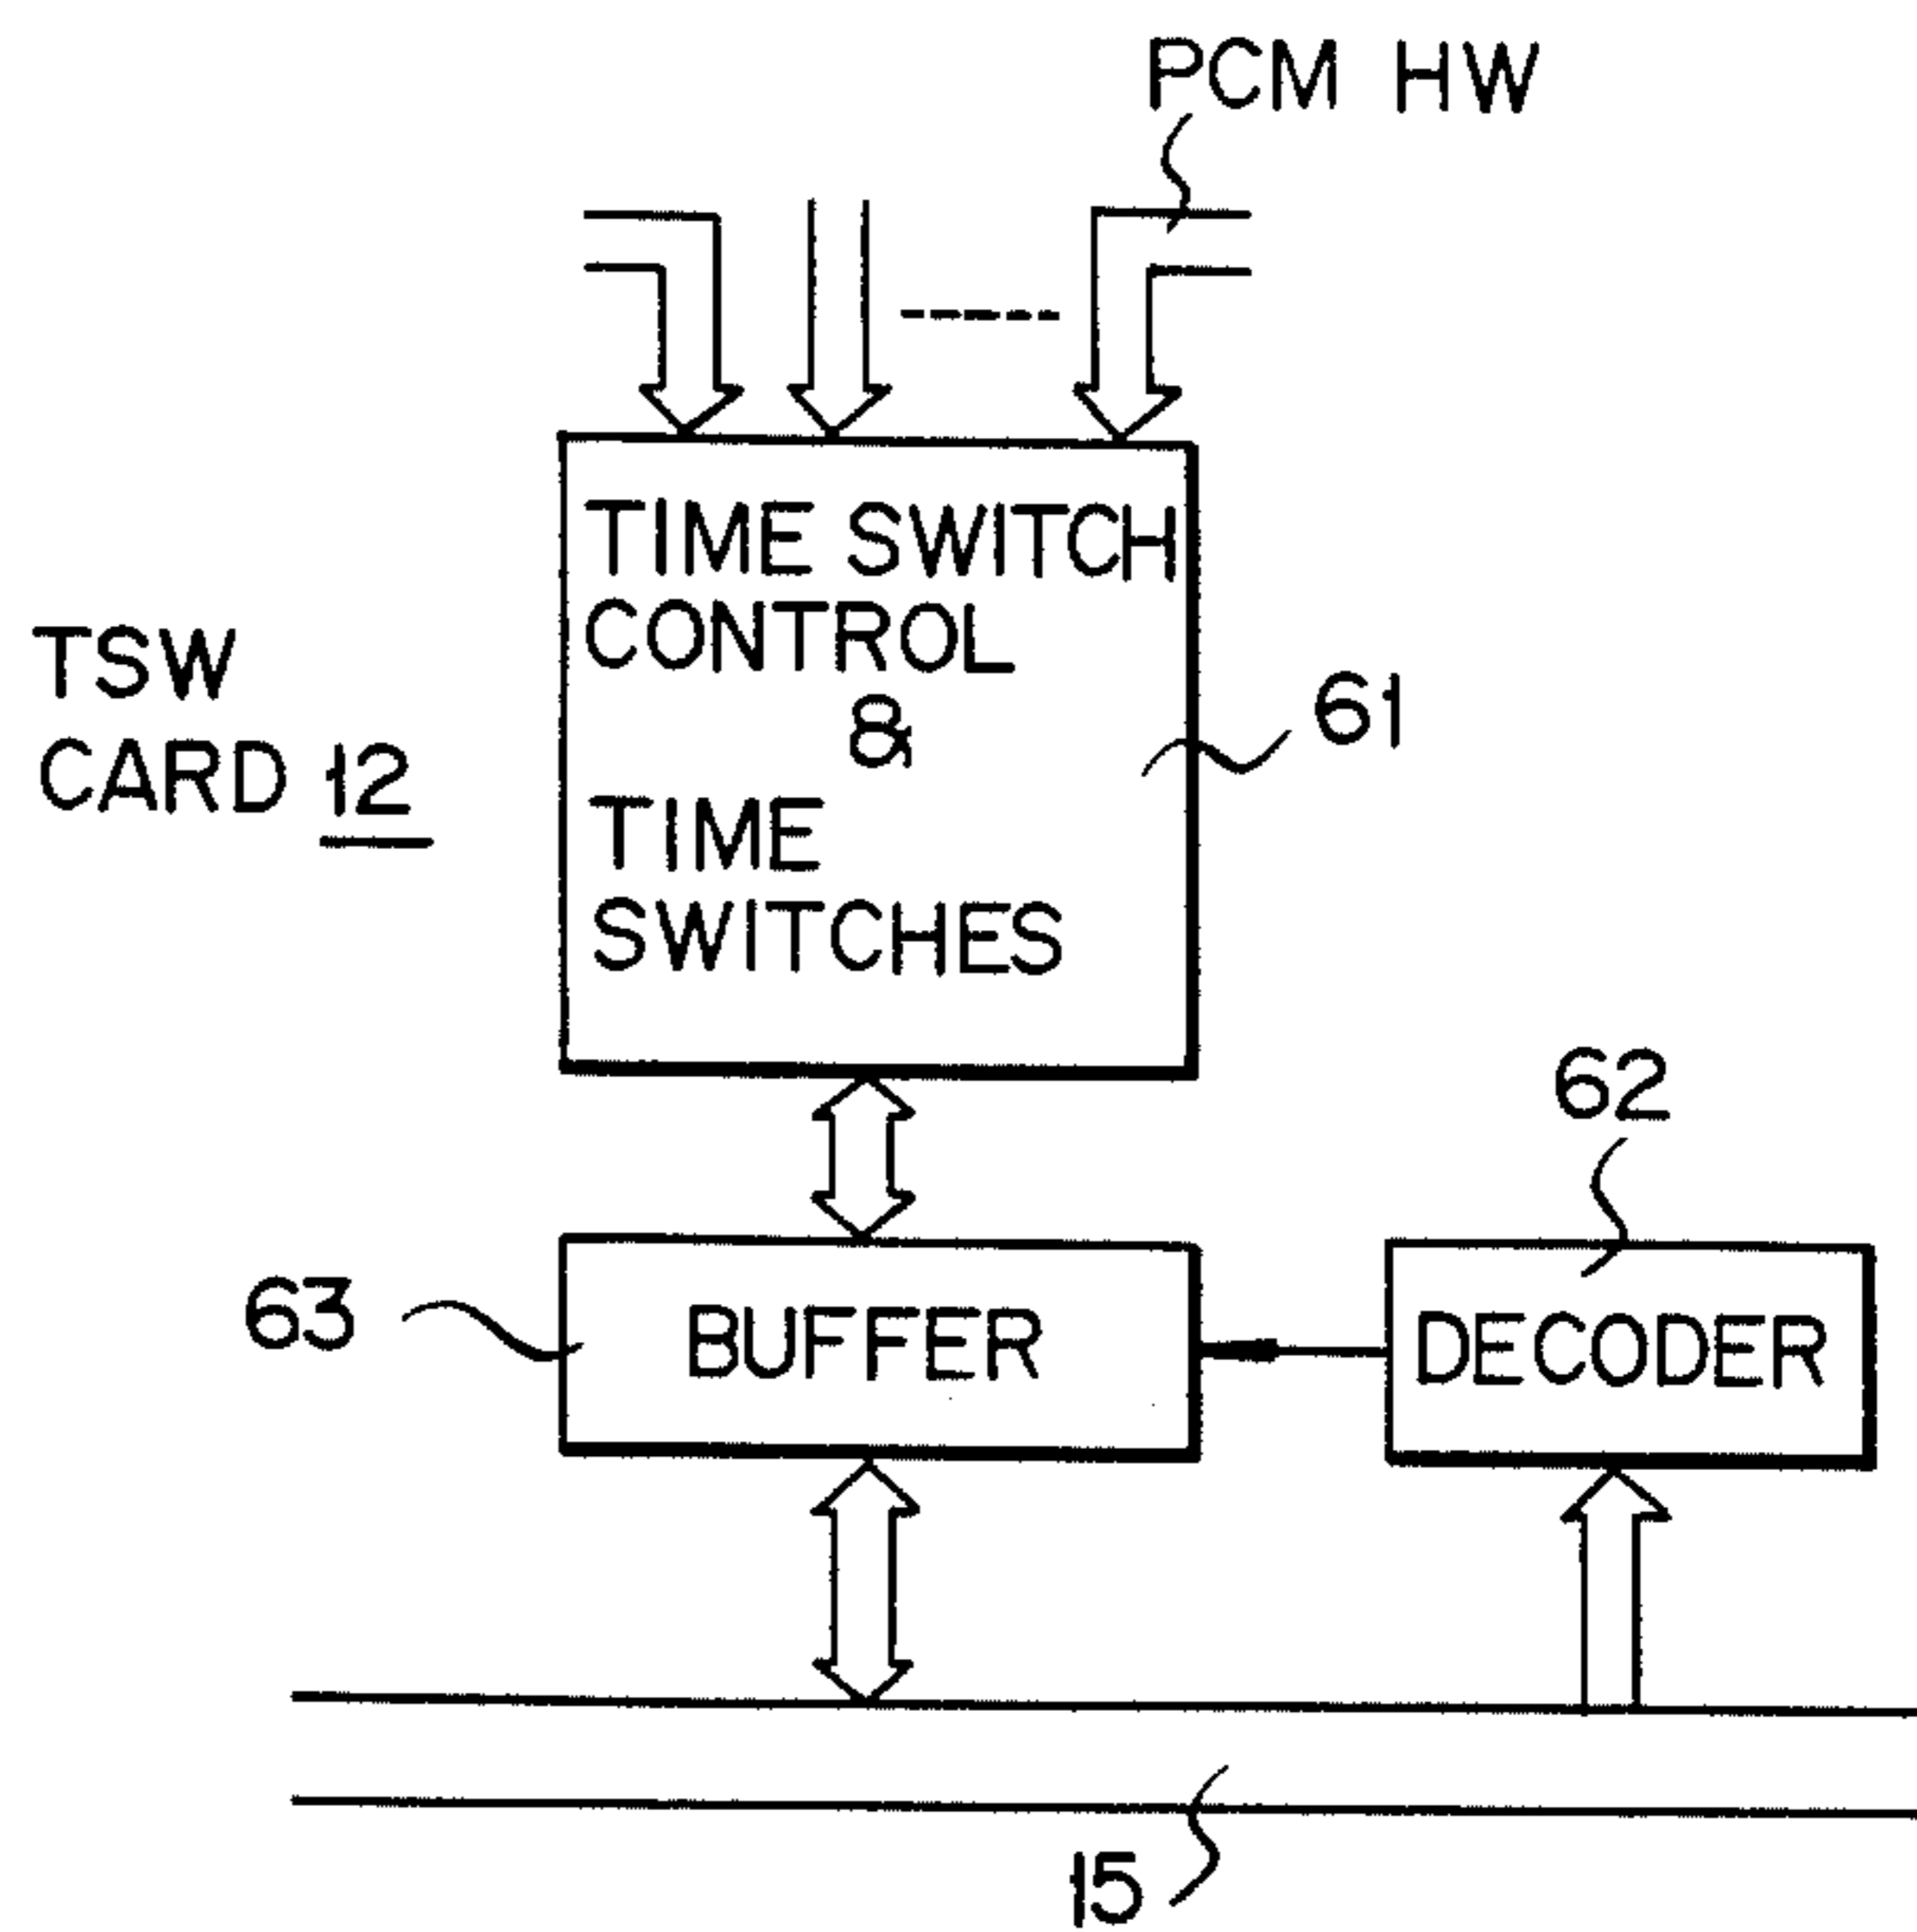 PCM HW
TIME SWITCH
CONTROL
&
TIME
SWITCHES
TSW
CARD 12
61
62
63
BUFFER
DECODER
15